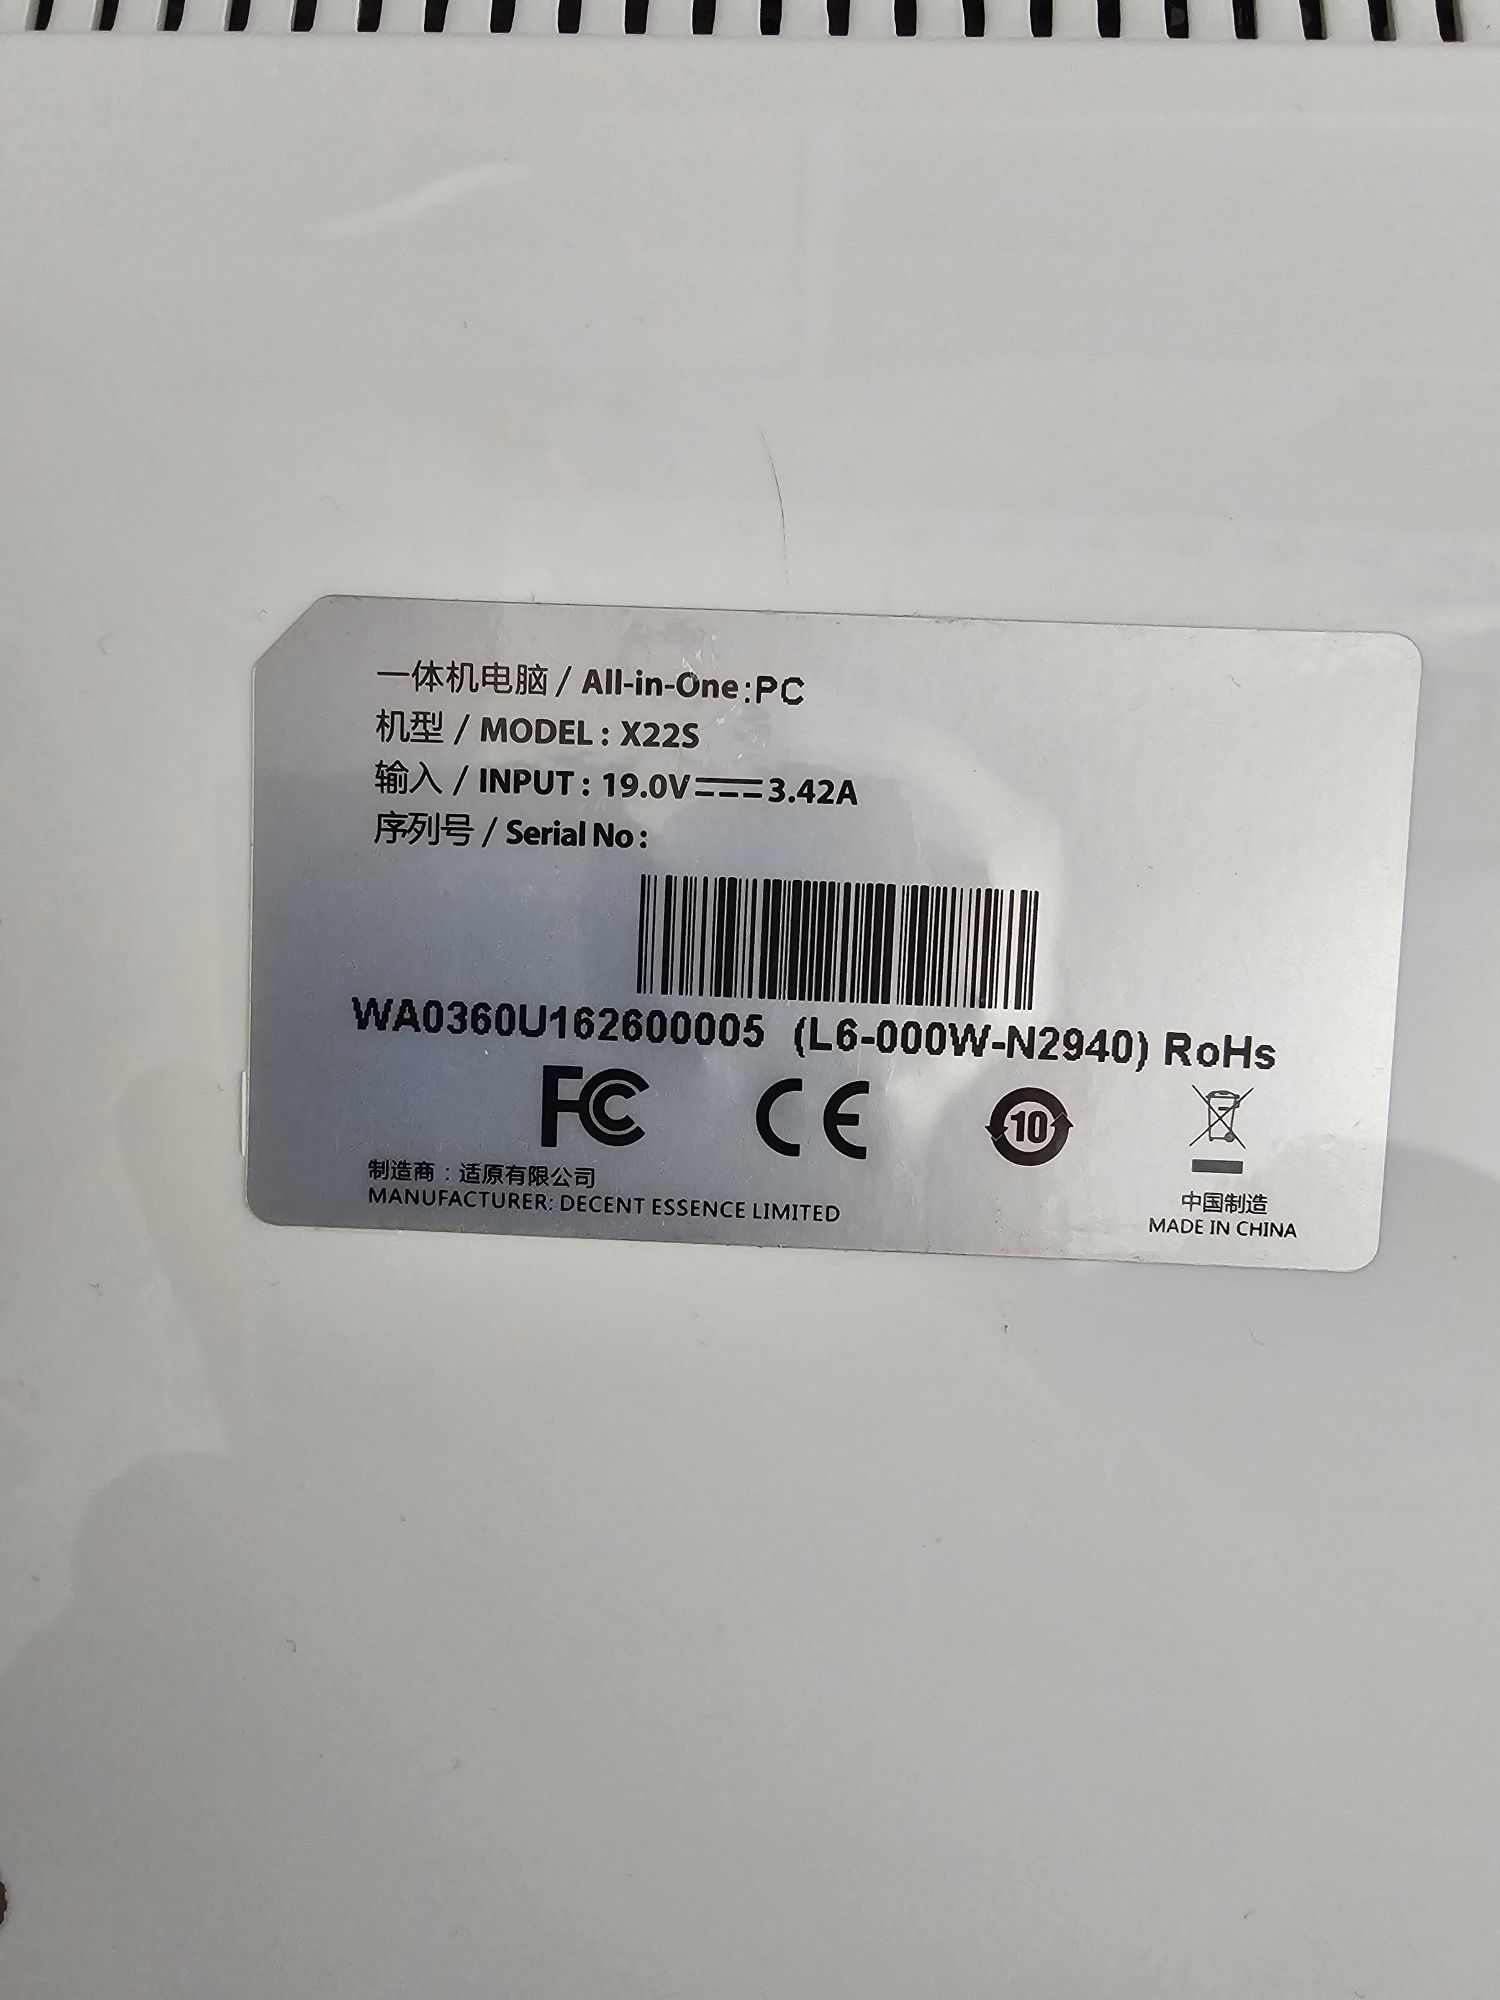 一体机电脑 / All-in-One:PC
机型 / MODEL : X22S
输入 / INPUT : 19.0V⎓3.42A
序列号 / Serial No :
WA0360U162600005 (L6-000W-N2940) RoHs
FC CE 10
制造商：适原有限公司
MANUFACTURER: DECENT ESSENCE LIMITED
中国制造
MADE IN CHINA